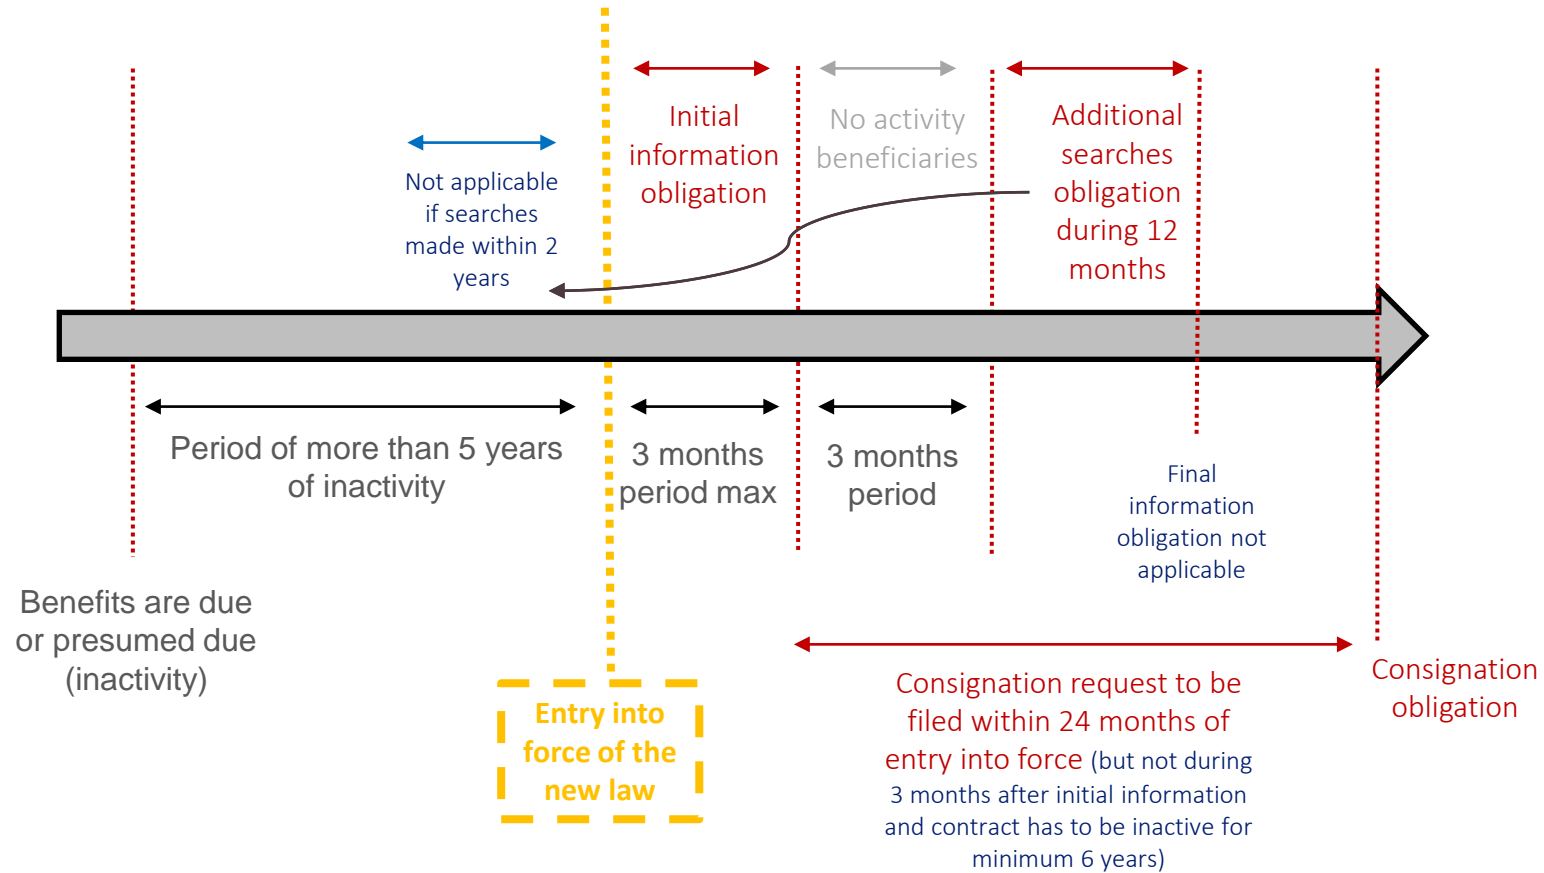 Initial
information
obligation
No activity
beneficiaries
Additional
searches
obligation
during 12
months
Not applicable
if searches
made within 2
years
Period of more than 5 years
of inactivity
3 months
period max
3 months
period
Final
information
obligation not
applicable
Benefits are due
or presumed due
(inactivity)
Entry into
force of the
new law
Consignation request to be
filed within 24 months of
entry into force (but not during
3 months after initial information
and contract has to be inactive for
minimum 6 years)
Consignation
obligation